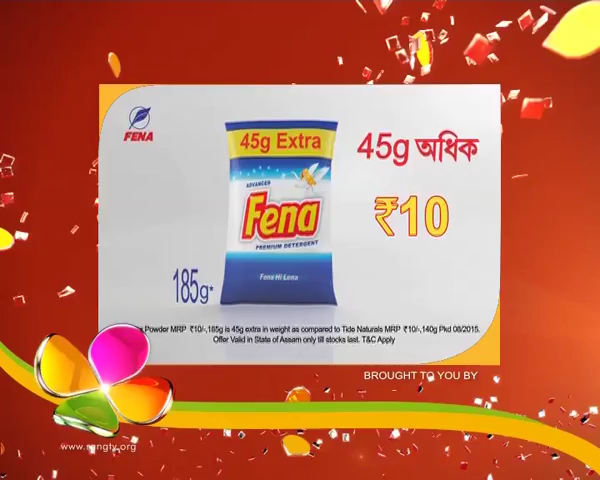 FENA
45g Extra
ADVANCED
Fena
PREMIUM DETERGENT
Fena Hi Lena
45g অধিক
₹10
185g*
Powder MRP ₹10/-,185g is 45g extra in weight as compared to Tide Naturals MRP ₹10/-,140g Pkd 08/2015.
Offer Valid in State of Assam only till stocks last. T&C Apply
BROUGHT TO YOU BY
www.rangtv.org